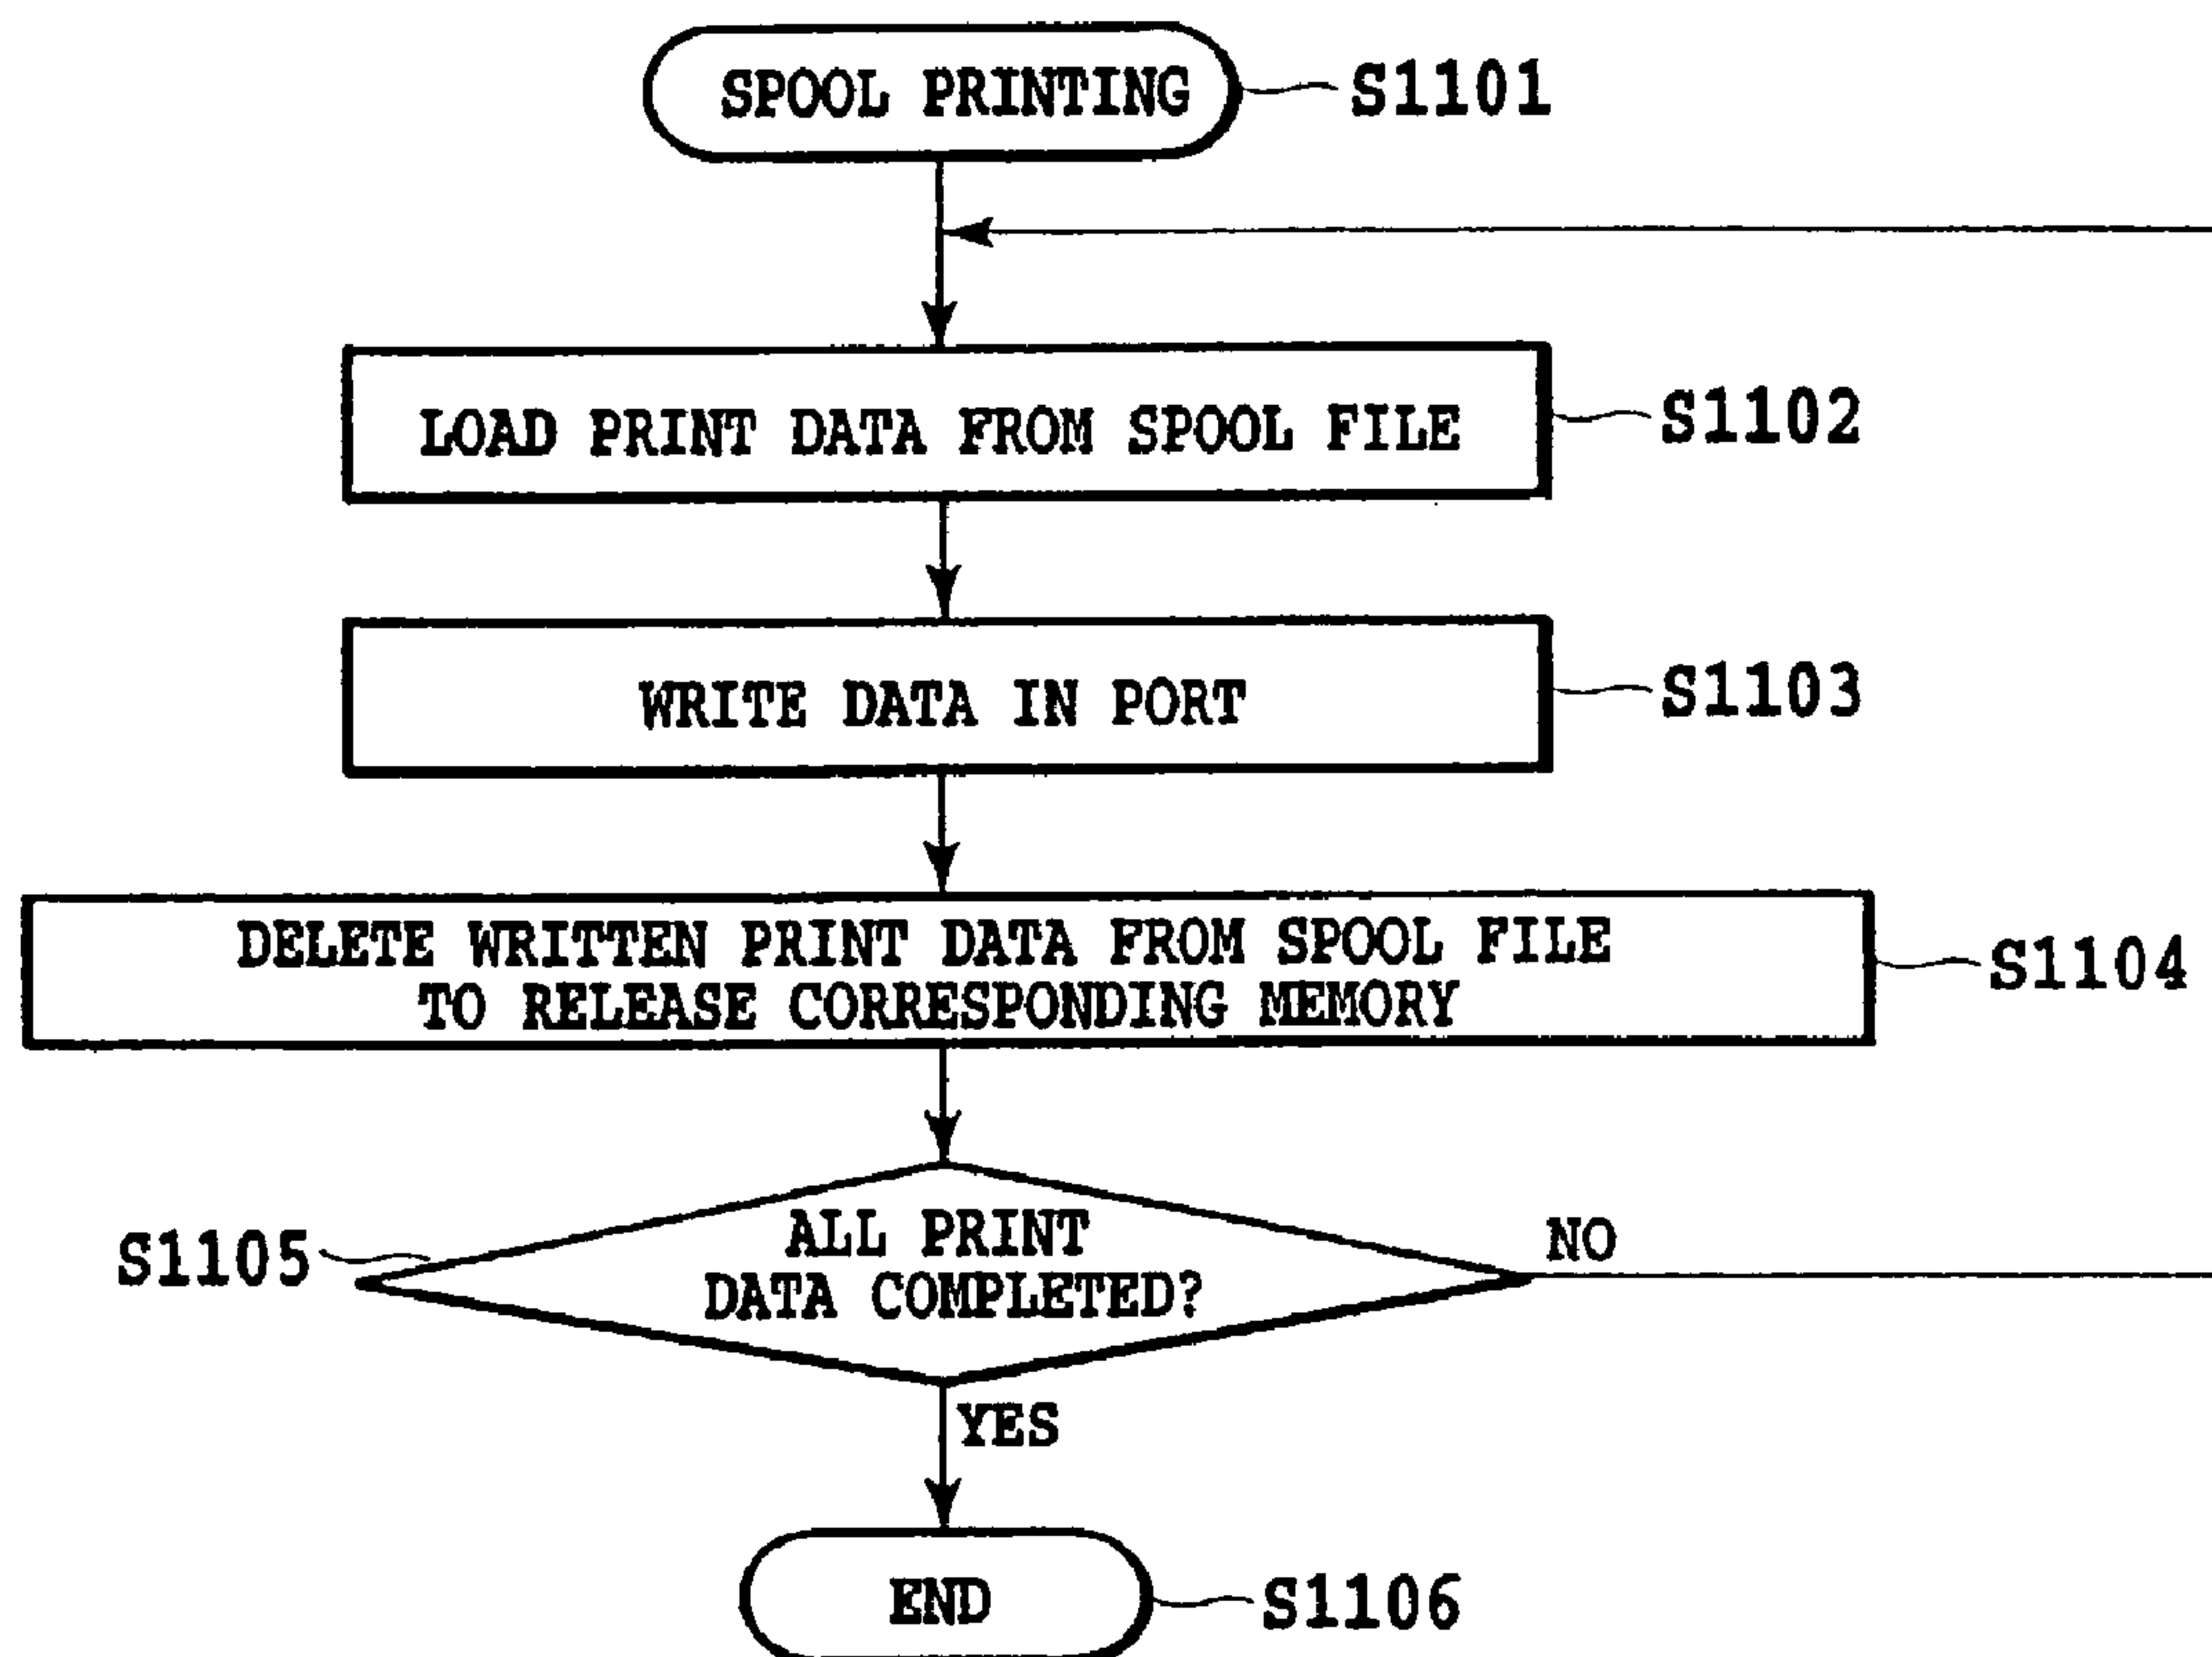 SPOOL PRINTING
S1101
LOAD PRINT DATA FROM SPOOL FILE
S1102
WRITE DATA IN PORT
S1103
DELETE WRITTEN PRINT DATA FROM SPOOL FILE
TO RELEASE CORRESPONDING MEMORY
S1104
S1105
ALL PRINT
DATA COMPLETED?
NO
YES
END
S1106